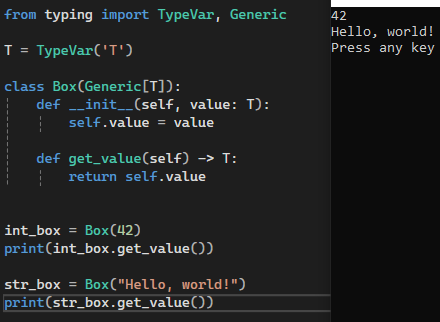 from typing import TypeVar, Generic
T = TypeVar('T')
class Box(Generic[T]):
    def __init__(self, value: T):
        self.value = value
    def get_value(self) -> T:
        return self.value
int_box = Box(42)
print(int_box.get_value())
str_box = Box("Hello, world!")
print(str_box.get_value())
42
Hello, world!
Press any key